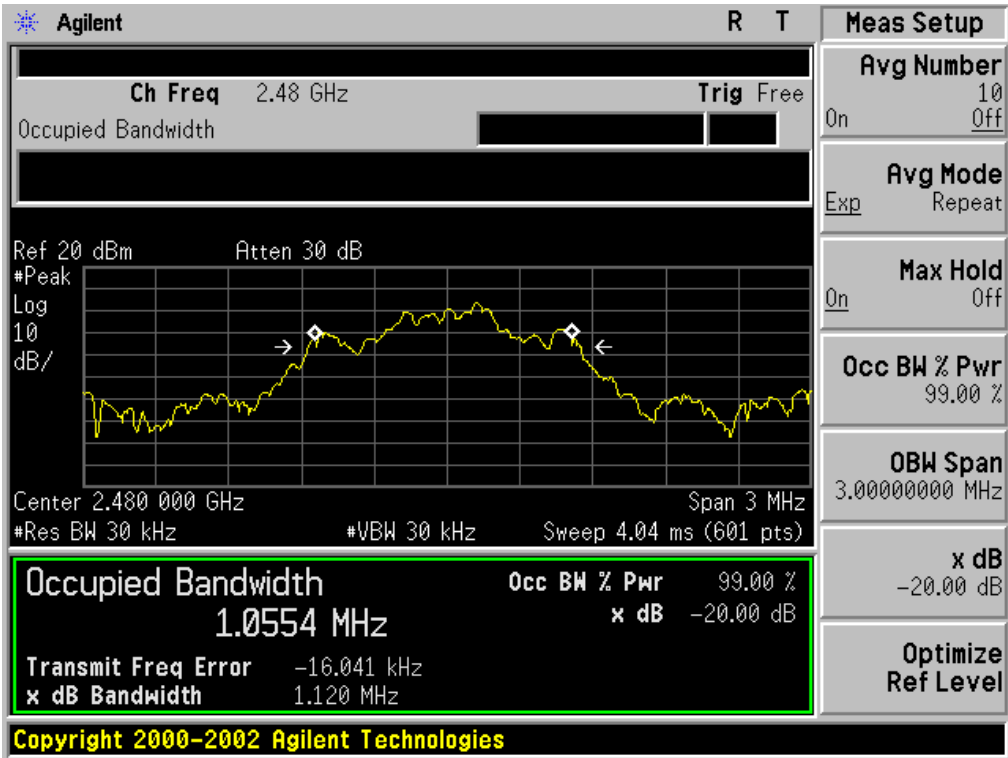 Agilent R T
Ch Freq 2.48 GHz Trig Free
Occupied Bandwidth
Ref 20 dBm Atten 30 dB
#Peak
Log
10
dB/
Center 2.480 000 GHz Span 3 MHz
#Res BW 30 kHz #VBW 30 kHz Sweep 4.04 ms (601 pts)
Occupied Bandwidth Occ BW % Pwr 99.00 %
1.0554 MHz x dB -20.00 dB
Transmit Freq Error -16.041 kHz
x dB Bandwidth 1.120 MHz
Copyright 2000-2002 Agilent Technologies
Meas Setup
Avg Number
10
On Off
Avg Mode
Exp Repeat
Max Hold
On Off
Occ BW % Pwr
99.00 %
OBW Span
3.00000000 MHz
x dB
-20.00 dB
Optimize
Ref Level